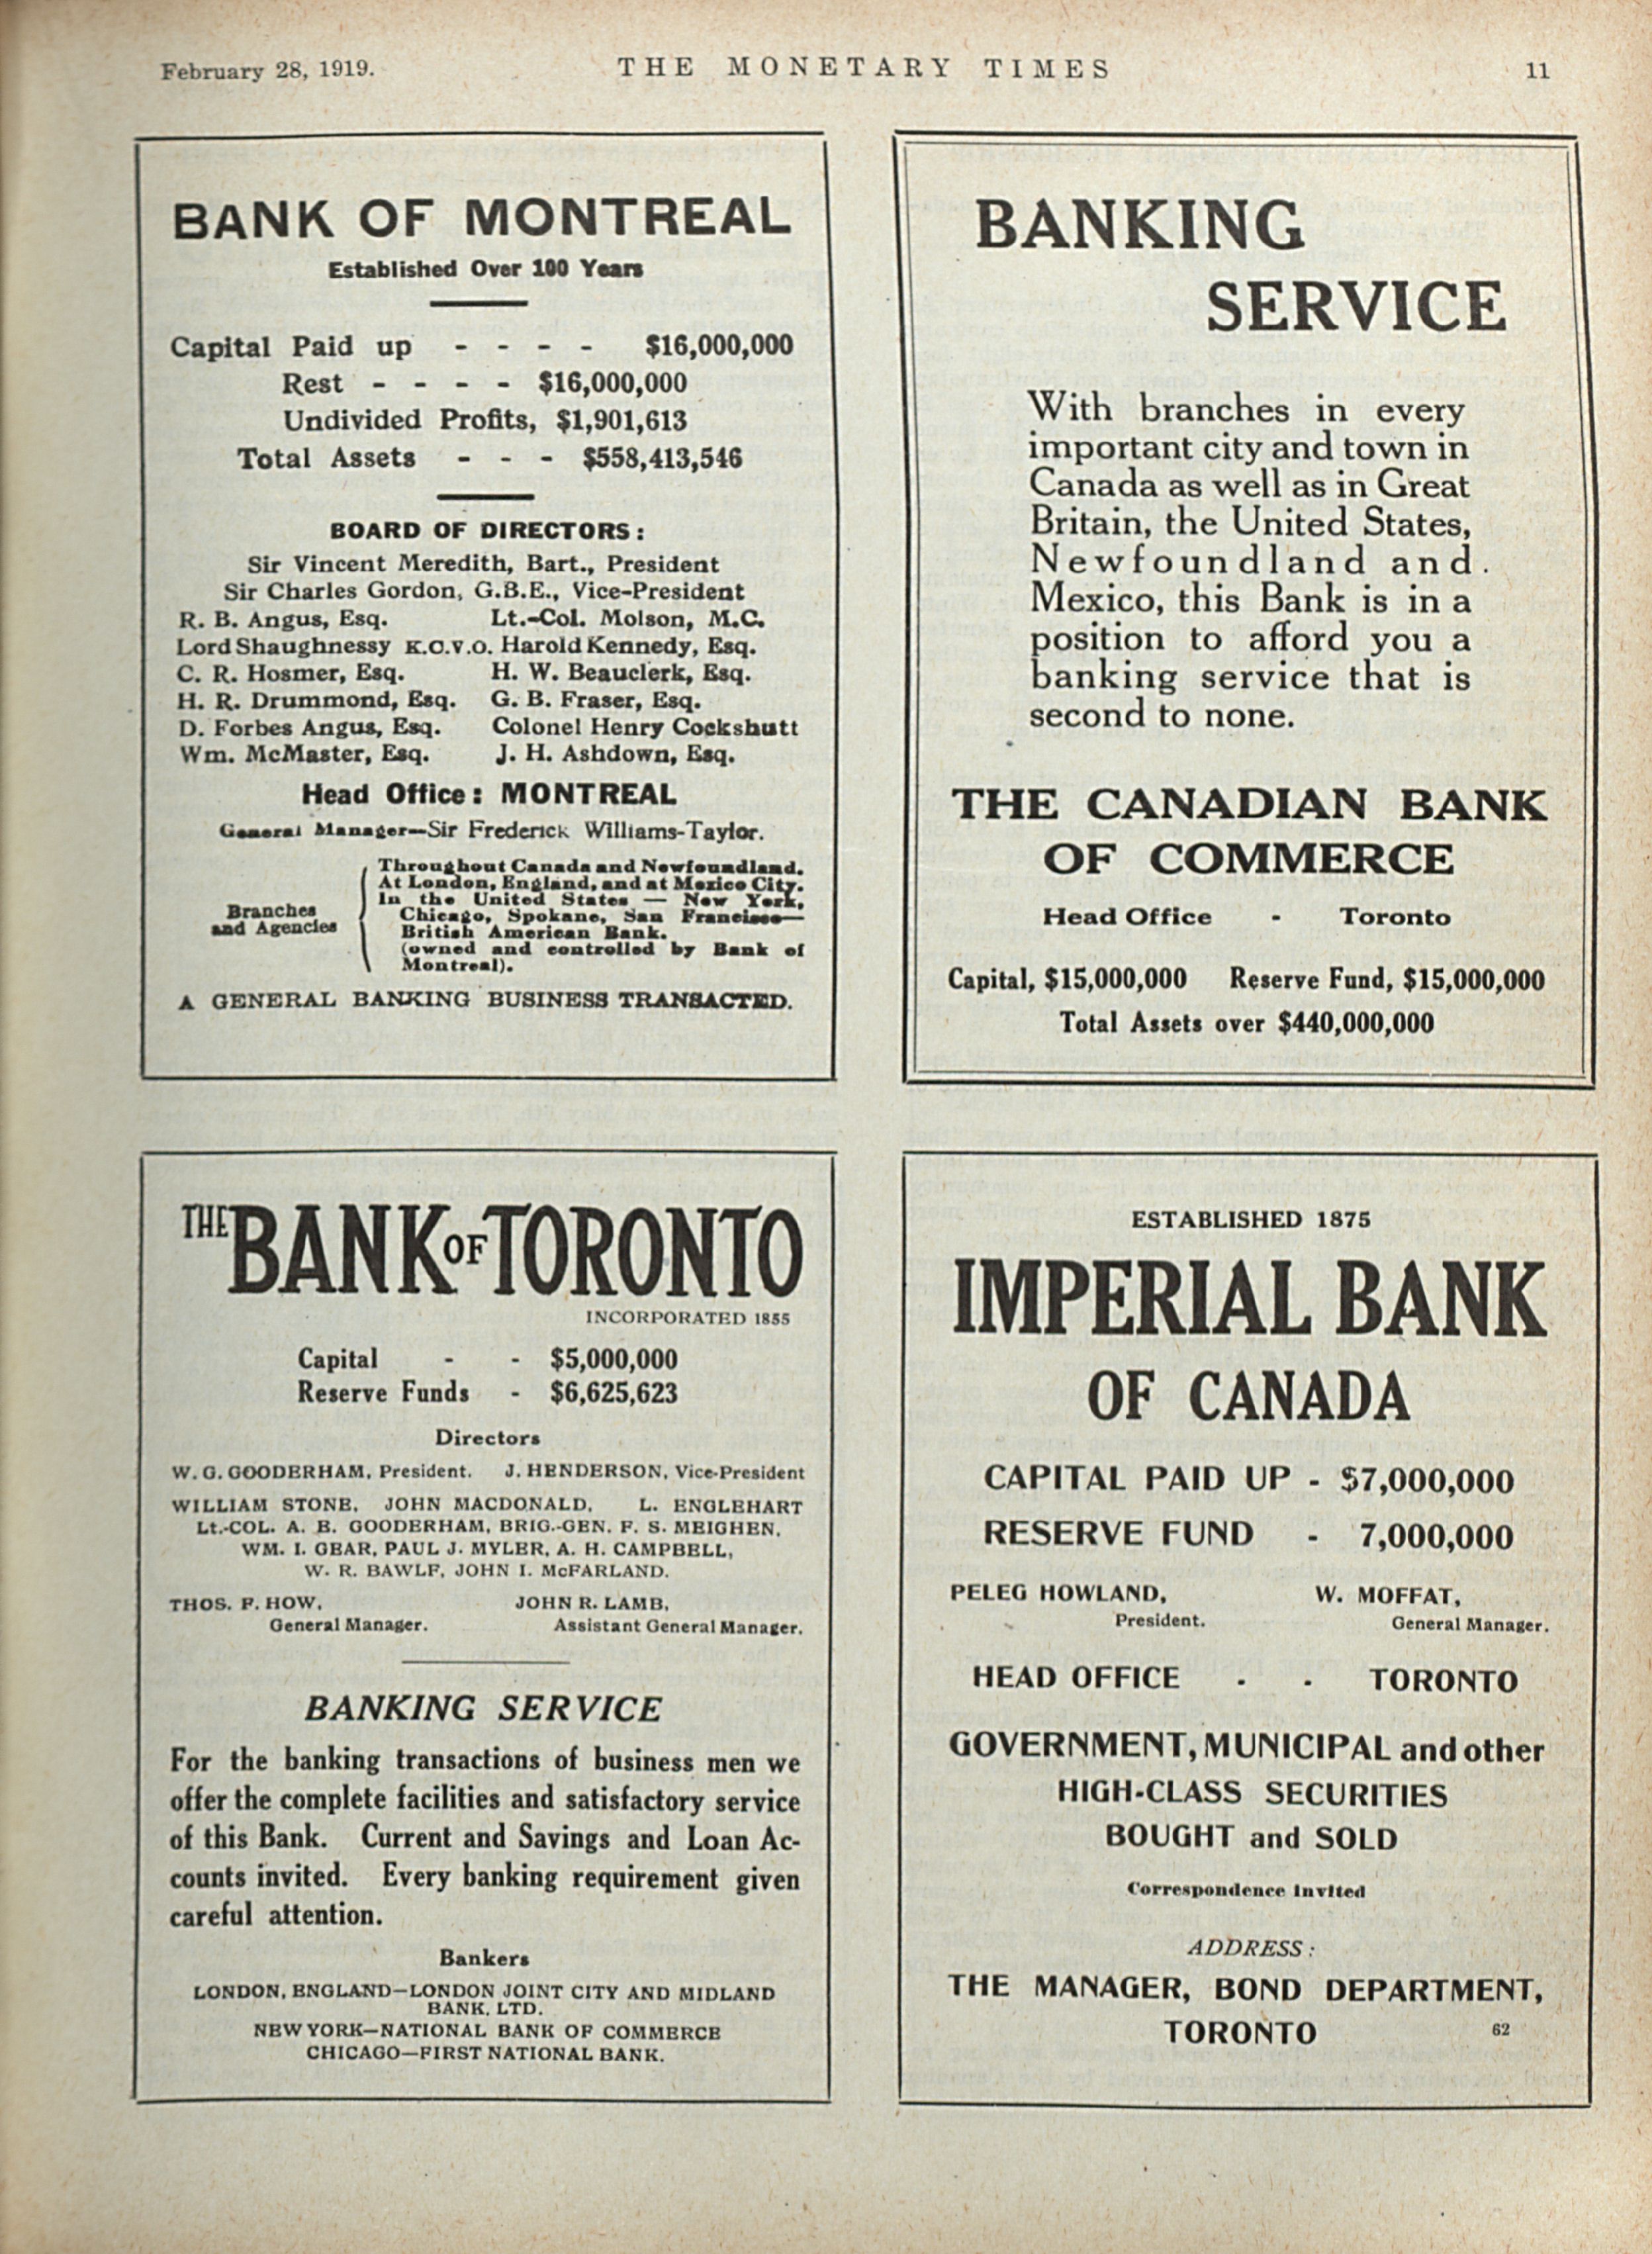 February 28, 1919.
THE MONETARY TIMES
11
BANK OF MONTREAL
Established Over 100 Years
Capital Paid up - - - - $16,000,000
Rest - - - - $16,000,000
Undivided Profits, $1,901,613
Total Assets - - - $558,413,546
BOARD OF DIRECTORS:
Sir Vincent Meredith, Bart., President
Sir Charles Gordon, G.B.E., Vice-President
R. B. Angus, Esq. Lt.-Col. Molson, M.C.
Lord Shaughnessy K.C.V.O. Harold Kennedy, Esq.
C. R. Hosmer, Esq. H. W. Beauclerk, Esq.
H. R. Drummond, Esq. G. B. Fraser, Esq.
D. Forbes Angus, Esq. Colonel Henry Cockshutt
Wm. McMaster, Esq. J. H. Ashdown, Esq.
Head Office: MONTREAL
General Manager—Sir Frederick Williams-Taylor.
Branches
and Agencies
Throughout Canada and Newfoundland.
At London, England, and at Mexico City.
In the United States — New York,
Chicago, Spokane, San Francisco—
British American Bank.
(owned and controlled by Bank of
Montreal).
A GENERAL BANKING BUSINESS TRANSACTED.
BANKING
SERVICE
With branches in every
important city and town in
Canada as well as in Great
Britain, the United States,
Newfoundland and.
Mexico, this Bank is in a
position to afford you a
banking service that is
second to none.
THE CANADIAN BANK
OF COMMERCE
Head Office - Toronto
Capital, $15,000,000 Reserve Fund, $15,000,000
Total Assets over $440,000,000
THE BANK OF TORONTO
INCORPORATED 1855
Capital - - $5,000,000
Reserve Funds - $6,625,623
Directors
W. G. GOODERHAM, President. J. HENDERSON, Vice-President
WILLIAM STONE, JOHN MACDONALD, L. ENGLEHART
Lt.-COL. A. B. GOODERHAM, BRIG.-GEN. F. S. MEIGHEN,
WM. I. GEAR, PAUL J. MYLER, A. H. CAMPBELL,
W. R. BAWLF, JOHN I. McFARLAND.
THOS. F. HOW, JOHN R. LAMB,
General Manager. Assistant General Manager.
BANKING SERVICE
For the banking transactions of business men we
offer the complete facilities and satisfactory service
of this Bank. Current and Savings and Loan Ac-
counts invited. Every banking requirement given
careful attention.
Bankers
LONDON, ENGLAND—LONDON JOINT CITY AND MIDLAND
BANK, LTD.
NEW YORK—NATIONAL BANK OF COMMERCE
CHICAGO—FIRST NATIONAL BANK.
ESTABLISHED 1875
IMPERIAL BANK
OF CANADA
CAPITAL PAID UP - $7,000,000
RESERVE FUND - 7,000,000
PELEG HOWLAND, W. MOFFAT,
President. General Manager.
HEAD OFFICE - - TORONTO
GOVERNMENT, MUNICIPAL and other
HIGH-CLASS SECURITIES
BOUGHT and SOLD
Correspondence Invited
ADDRESS:
THE MANAGER, BOND DEPARTMENT,
TORONTO 62